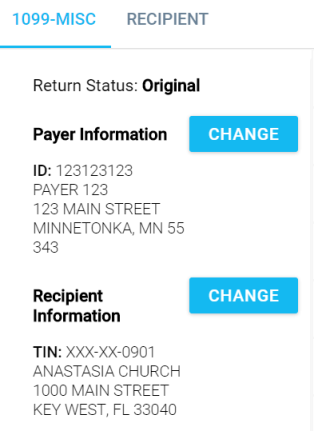 1099-MISC RECIPIENT
Return Status: Original
Payer Information CHANGE
ID: 123123123
PAYER 123
123 MAIN STREET
MINNETONKA, MN 55
343
Recipient CHANGE
Information
TIN: XXX-XX-0901
ANASTASIA CHURCH
1000 MAIN STREET
KEY WEST, FL 33040